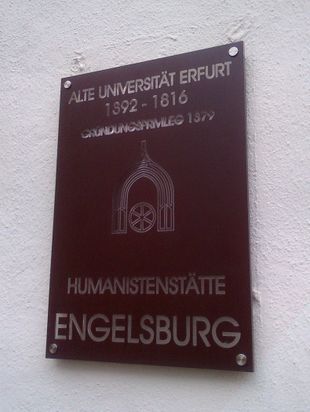 ALTE UNIVERSITÄT ERFURT
1392 - 1816
GRÜNDUNGSPRIVILEG 1379
HUMANISTENSTÄTTE
ENGELSBURG